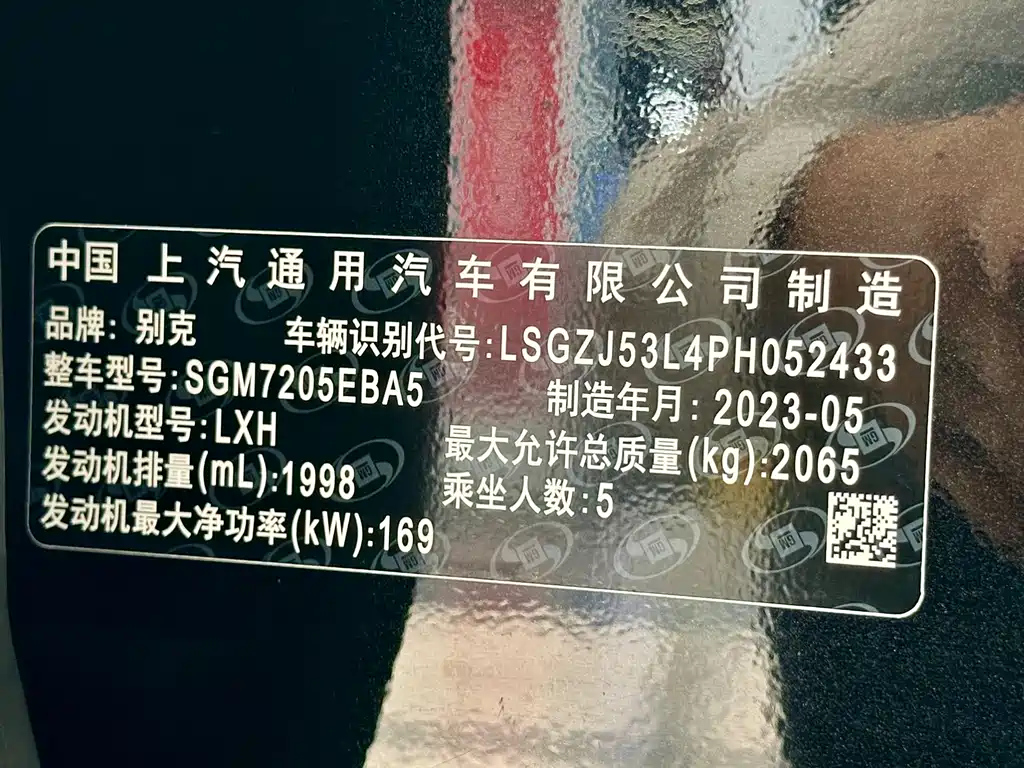 中国 上汽通用汽车有限公司制造
品牌: 别克 车辆识别代号:LSGZJ53L4PH052433
整车型号:SGM7205EBA5 制造年月: 2023-05
发动机型号:LXH 最大允许总质量(kg):2065
发动机排量(mL):1998 乘坐人数:5
发动机最大净功率(kW):169